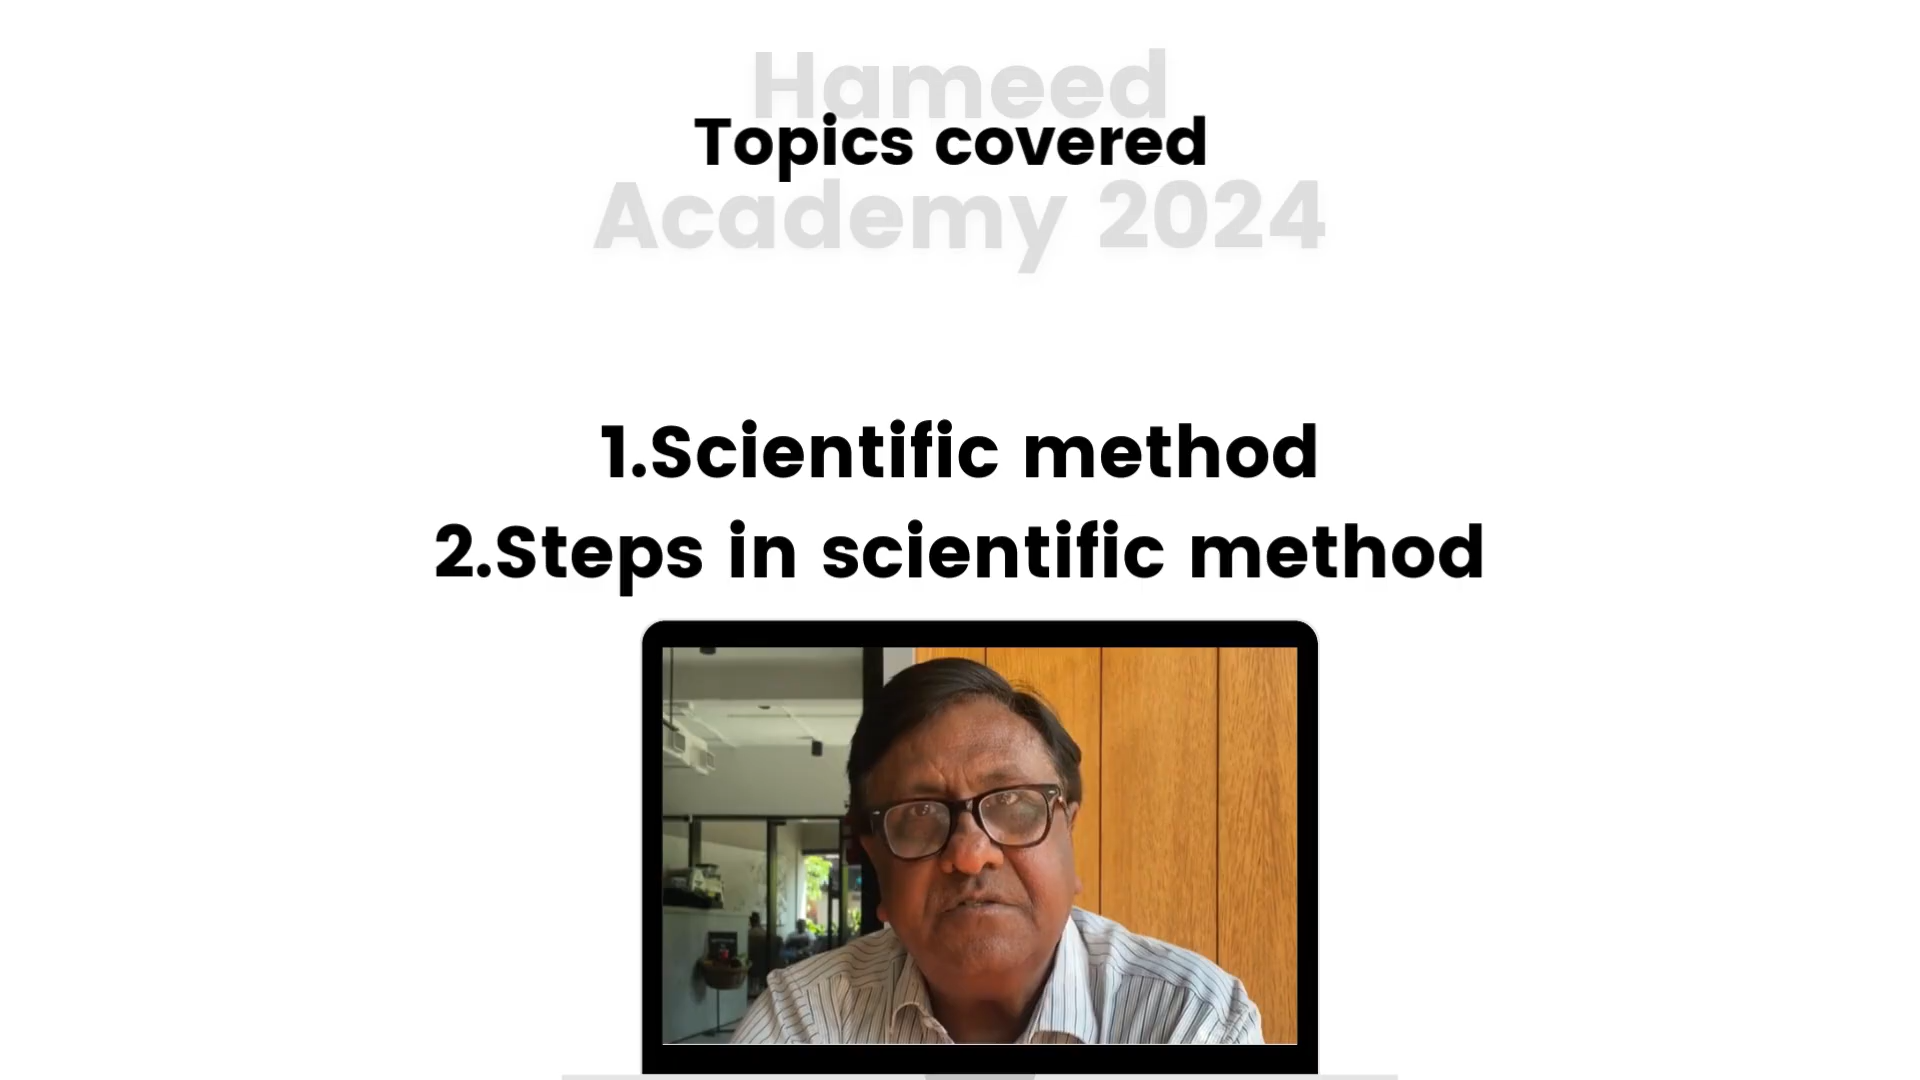 Hameed
Topics covered
Academy 2024
1.Scientific method
2.Steps in scientific method